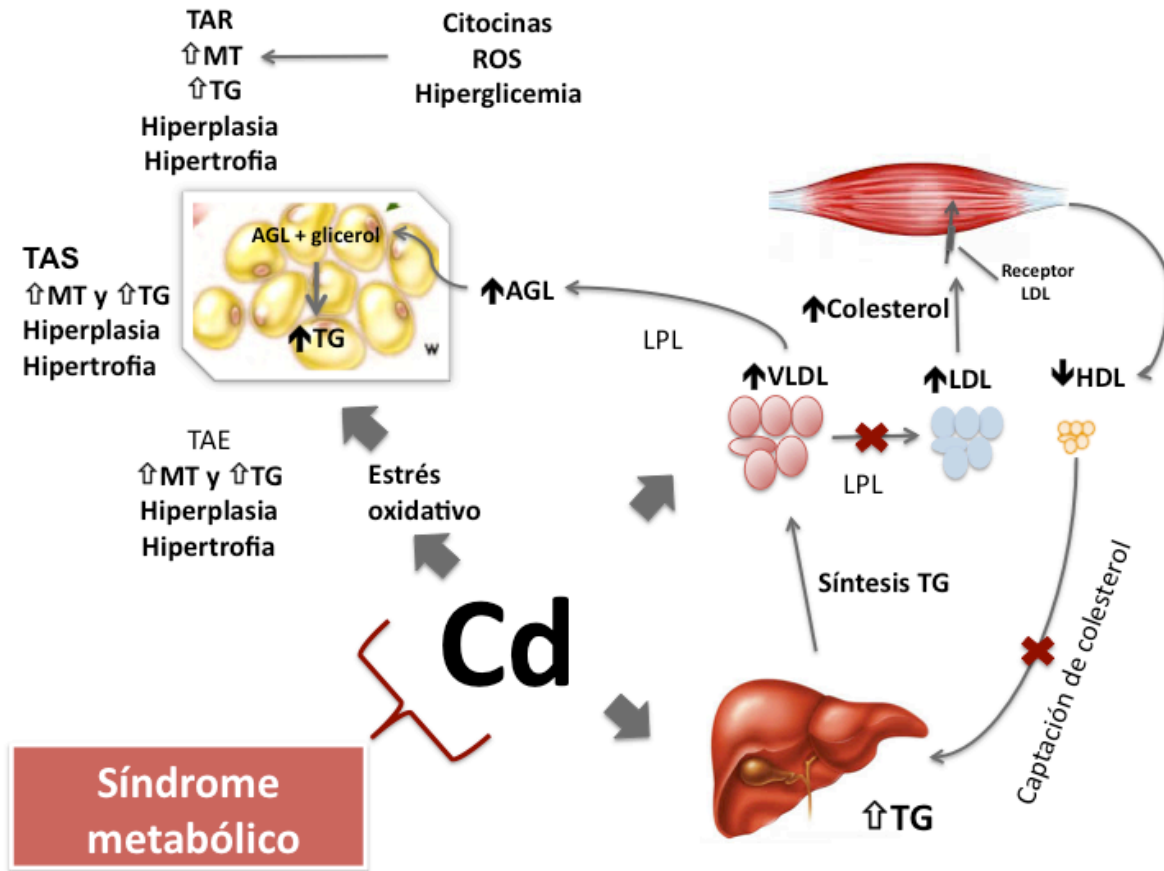 TAR
⇧MT
⇧TG
Hiperplasia
Hipertrofia
Citocinas
ROS
Hiperglicemia
TAS
⇧MT y ⇧TG
Hiperplasia
Hipertrofia
AGL + glicerol
⬆TG
w
⬆AGL
LPL
Receptor
LDL
⬆Colesterol
⬆VLDL
⬆LDL
⬇HDL
LPL
TAE
⇧MT y ⇧TG
Hiperplasia
Hipertrofia
Estrés
oxidativo
Cd
Síntesis TG
Captación de colesterol
⇧TG
Síndrome
metabólico